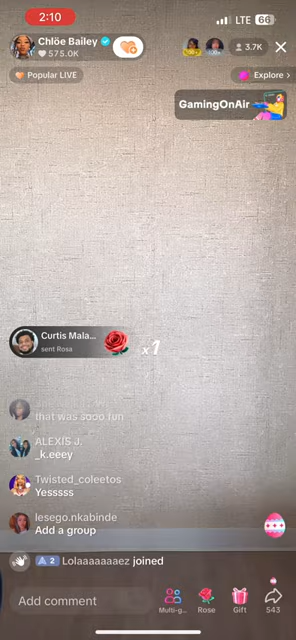 2:10
LTE 66
Chlöe Bailey
575.0K
3.7K
Popular LIVE
Explore >
GamingOnAir
Curtis Mala...
sent Rosa
x1
that was sooo fun
ALEXIS J.
_k.eeey
Twisted_coleetos
Yesssss
lesego.nkabinde
Add a group
2 Lolaaaaaaaez joined
Add comment
Multi-g...
Rose
Gift
543